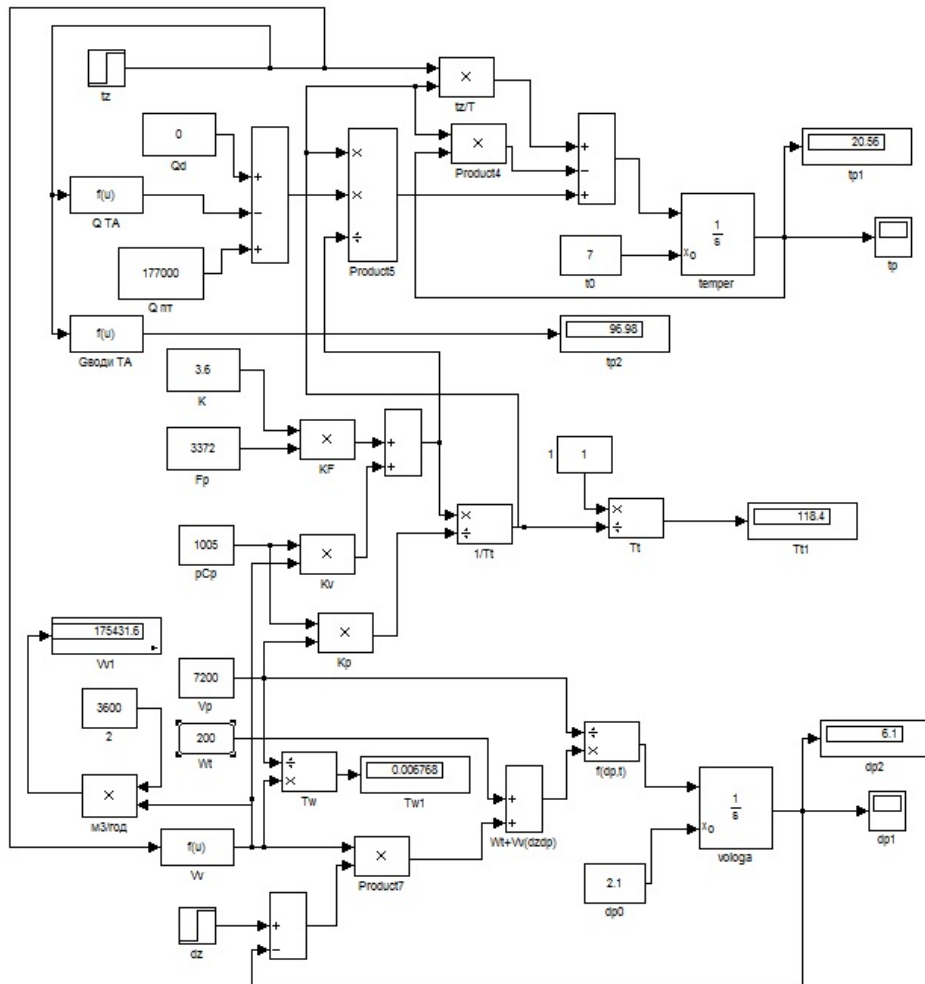 tz
×
tz/T
0
Qd
×
Product4
+
-
+
20.56
tp1
f(u)
Q TA
+
-
+
×
×
÷
Product5
1
s
xo
temper
7
t0
tp
177000
Q пт
f(u)
Gводи TA
96.98
tp2
3.6
K
3372
Fp
×
KF
+
+
1
1
×
÷
Tt
118.4
Tt1
×
÷
1/Tt
1005
pCp
×
Kv
×
Kp
175431.6
Vv1
3600
2
7200
Vp
200
Wt
÷
×
Tw
0.006768
Tw1
÷
×
f(dp,t)
6.1
dp2
+
+
Wt+Vv(dzdp)
1
s
xo
vologa
dp1
×
м3/год
f(u)
Vv
×
Product7
2.1
dp0
dz
+
-